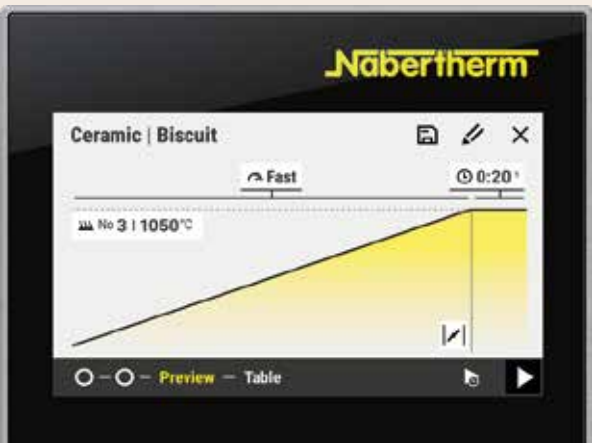 Nabertherm
Ceramic | Biscuit
Fast
0:20 h
No 3 | 1050°C
Preview — Table